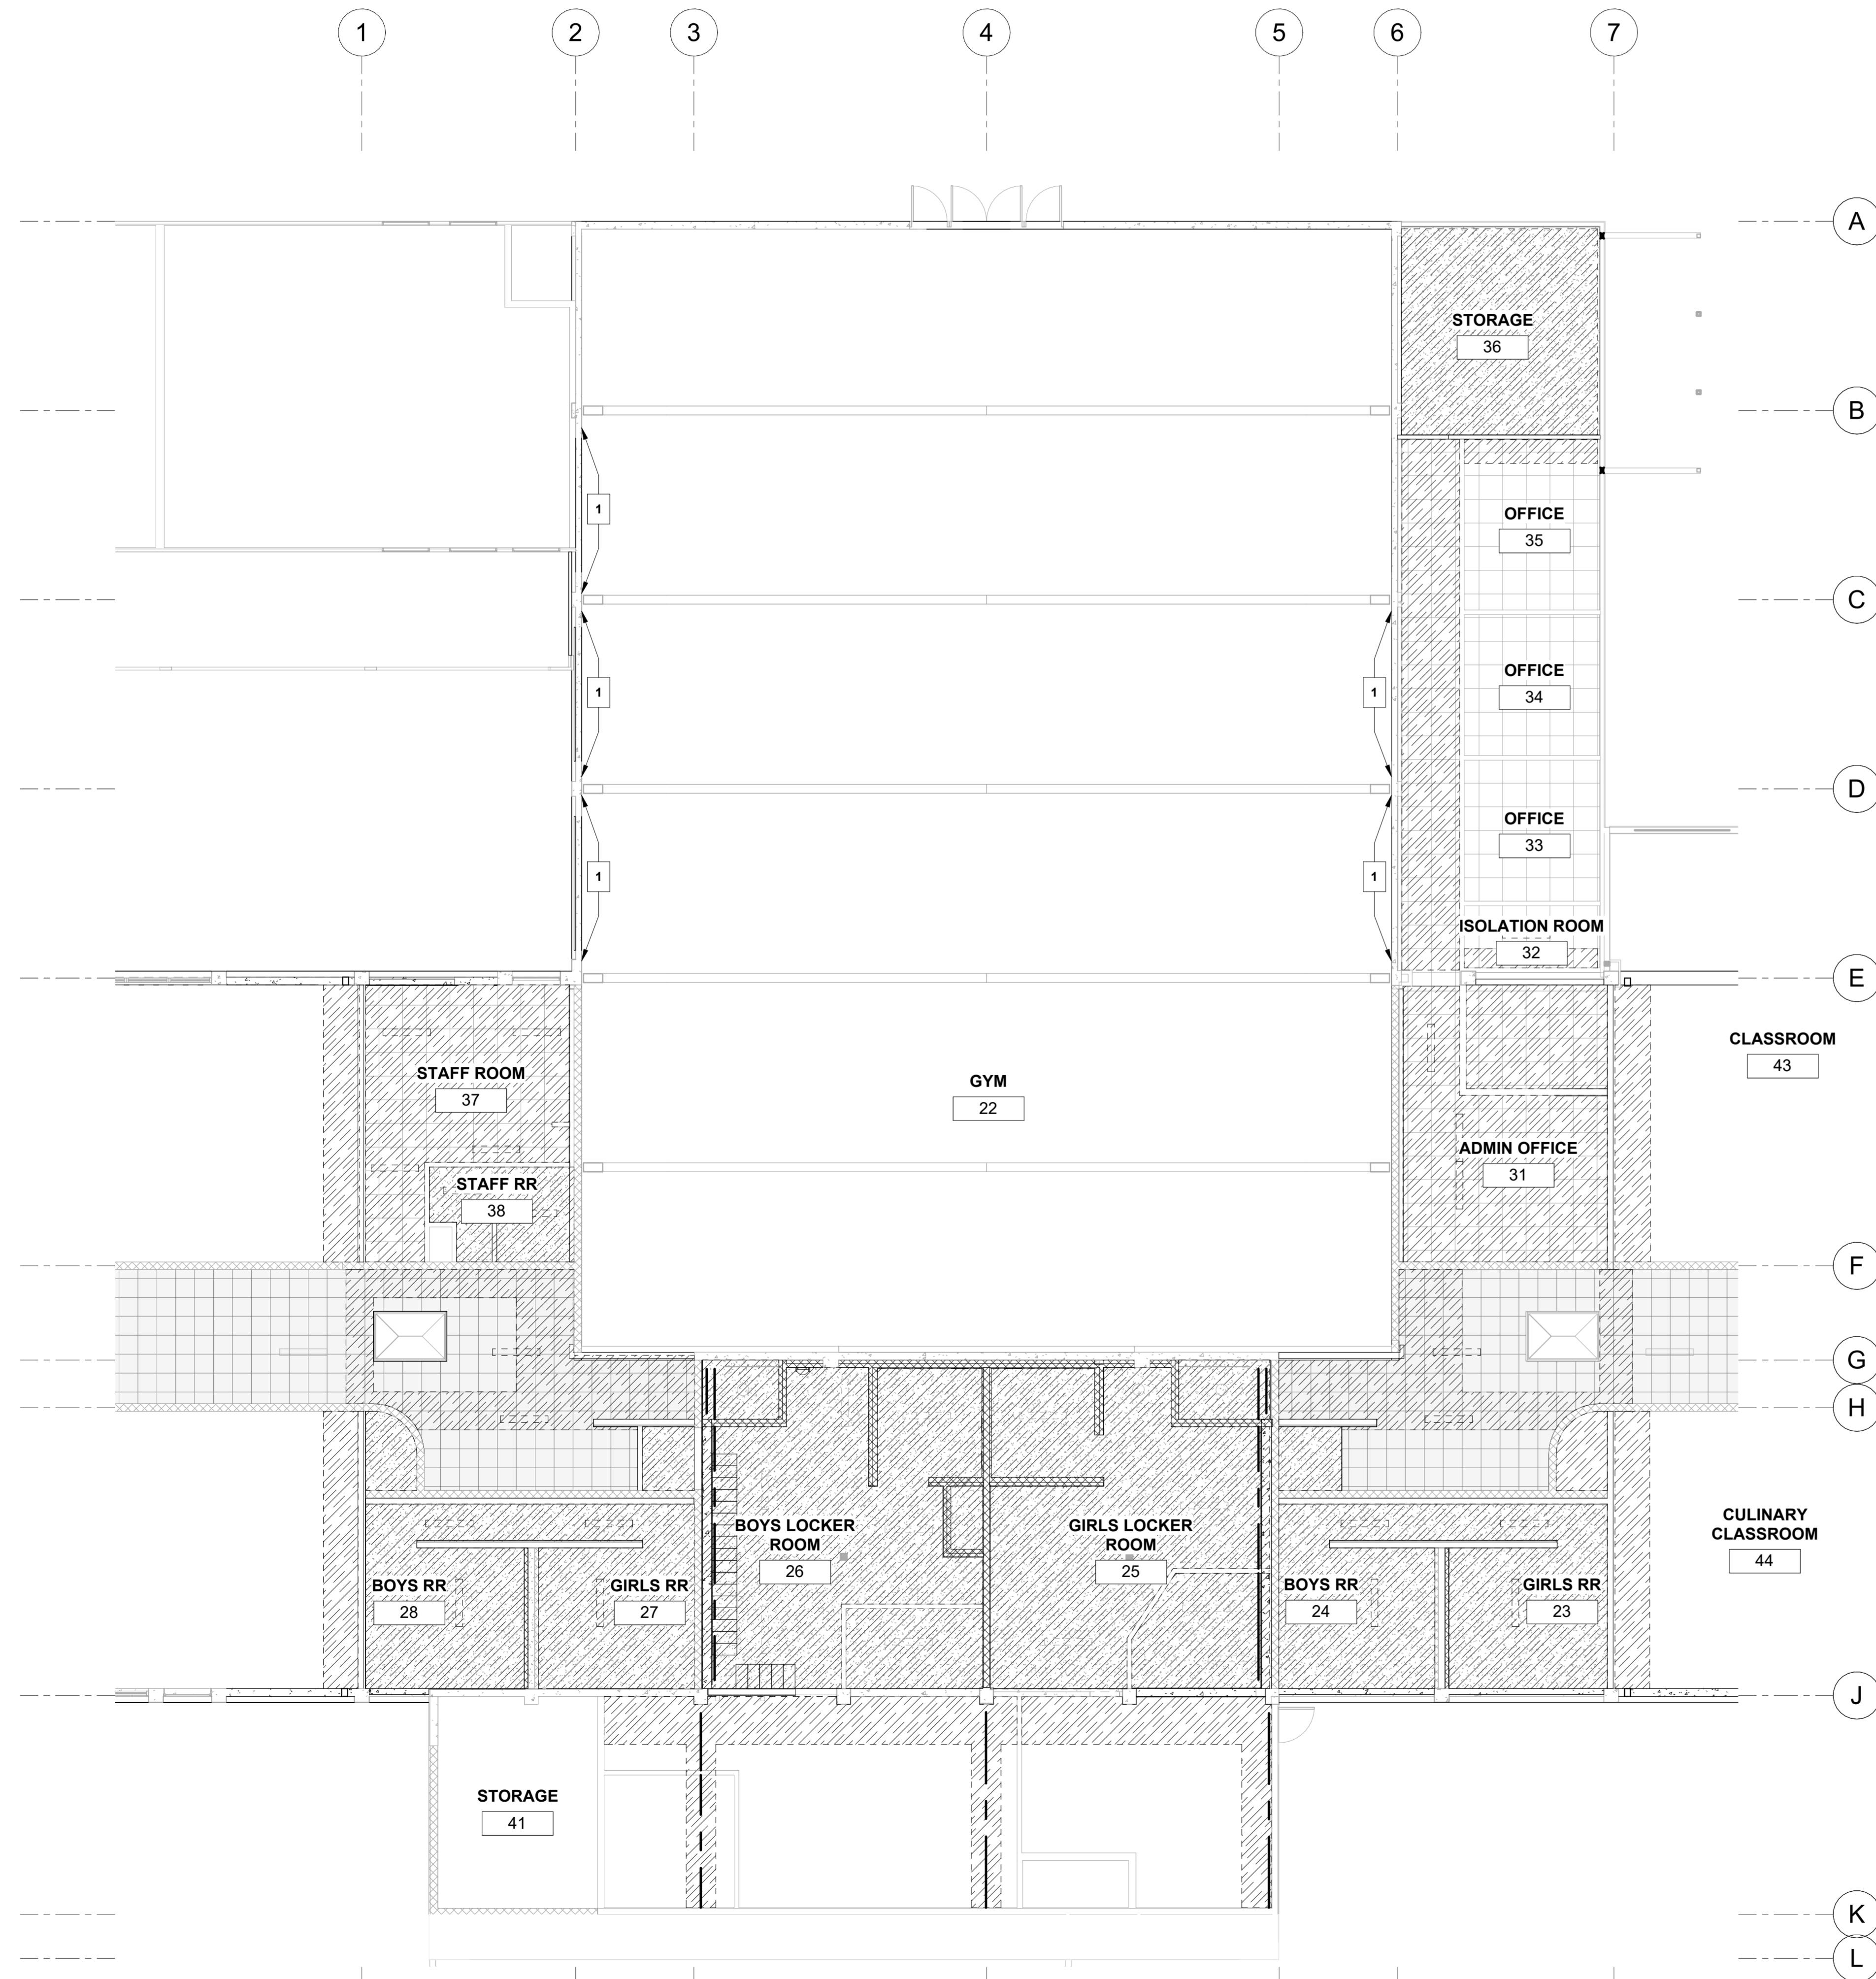 1 2 3 4 5 6 7
A
STORAGE
36
B
OFFICE
35
1
C
OFFICE
34
1 1
D
OFFICE
33
1 1
ISOLATION ROOM
32
E
CLASSROOM
43
STAFF ROOM
37
GYM
22
ADMIN OFFICE
31
STAFF RR
38
F
G
H
BOYS LOCKER
ROOM
26
GIRLS LOCKER
ROOM
25
CULINARY
CLASSROOM
44
BOYS RR
28
GIRLS RR
27
BOYS RR
24
GIRLS RR
23
J
STORAGE
41
K
L